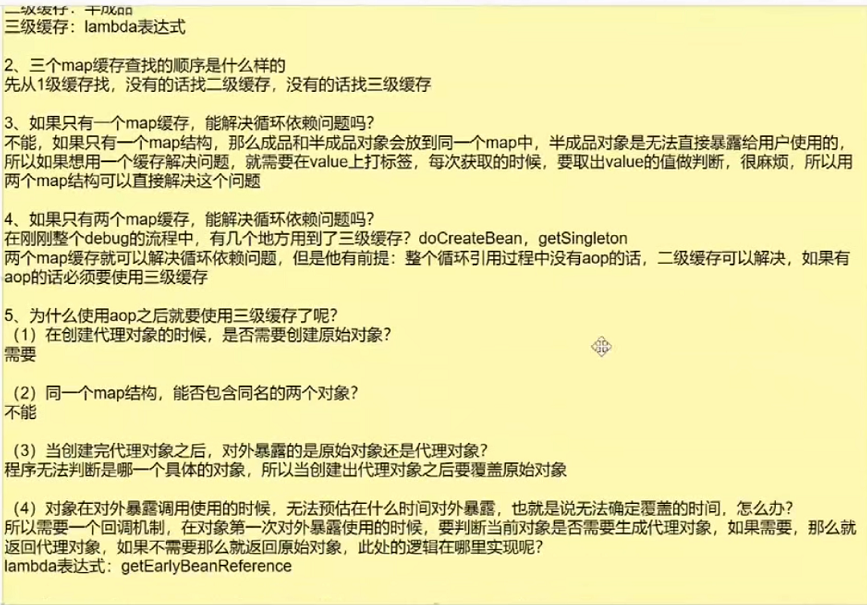 二级缓存：半成品
三级缓存：lambda表达式
2、三个map缓存查找的顺序是什么样的
先从1级缓存找，没有的话找二级缓存，没有的话找三级缓存
3、如果只有一个map缓存，能解决循环依赖问题吗？
不能，如果只有一个map结构，那么成品和半成品对象会放到同一个map中，半成品对象是无法直接暴露给用户使用的，
所以如果想用一个缓存解决问题，就需要在value上打标签，每次获取的时候，要取出value的值做判断，很麻烦，所以用
两个map结构可以直接解决这个问题
4、如果只有两个map缓存，能解决循环依赖问题吗？
在刚刚整个debug的流程中，有几个地方用到了三级缓存？doCreateBean，getSingleton
两个map缓存就可以解决循环依赖问题，但是他有前提：整个循环引用过程中没有aop的话，二级缓存可以解决，如果有
aop的话必须要使用三级缓存
5、为什么使用aop之后就要使用三级缓存了呢？
（1）在创建代理对象的时候，是否需要创建原始对象？
需要
（2）同一个map结构，能否包含同名的两个对象？
不能
（3）当创建完代理对象之后，对外暴露的是原始对象还是代理对象？
程序无法判断是哪一个具体的对象，所以当创建出代理对象之后要覆盖原始对象
（4）对象在对外暴露调用使用的时候，无法预估在什么时间对外暴露，也就是说无法确定覆盖的时间，怎么办？
所以需要一个回调机制，在对象第一次对外暴露使用的时候，要判断当前对象是否需要生成代理对象，如果需要，那么就
返回代理对象，如果不需要那么就返回原始对象，此处的逻辑在哪里实现呢？
lambda表达式：getEarlyBeanReference